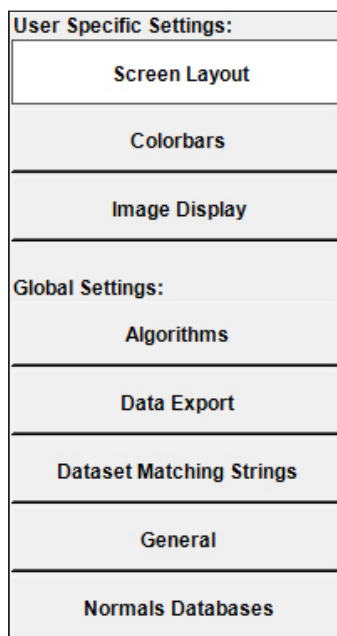 User Specific Settings:
Screen Layout
Colorbars
Image Display
Global Settings:
Algorithms
Data Export
Dataset Matching Strings
General
Normals Databases